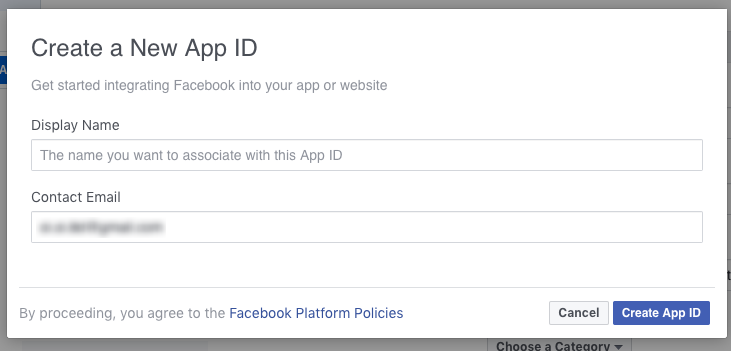 Create a New App ID
Get started integrating Facebook into your app or website
Display Name
The name you want to associate with this App ID
Contact Email
By proceeding, you agree to the Facebook Platform Policies
Cancel
Create App ID
Choose a Category